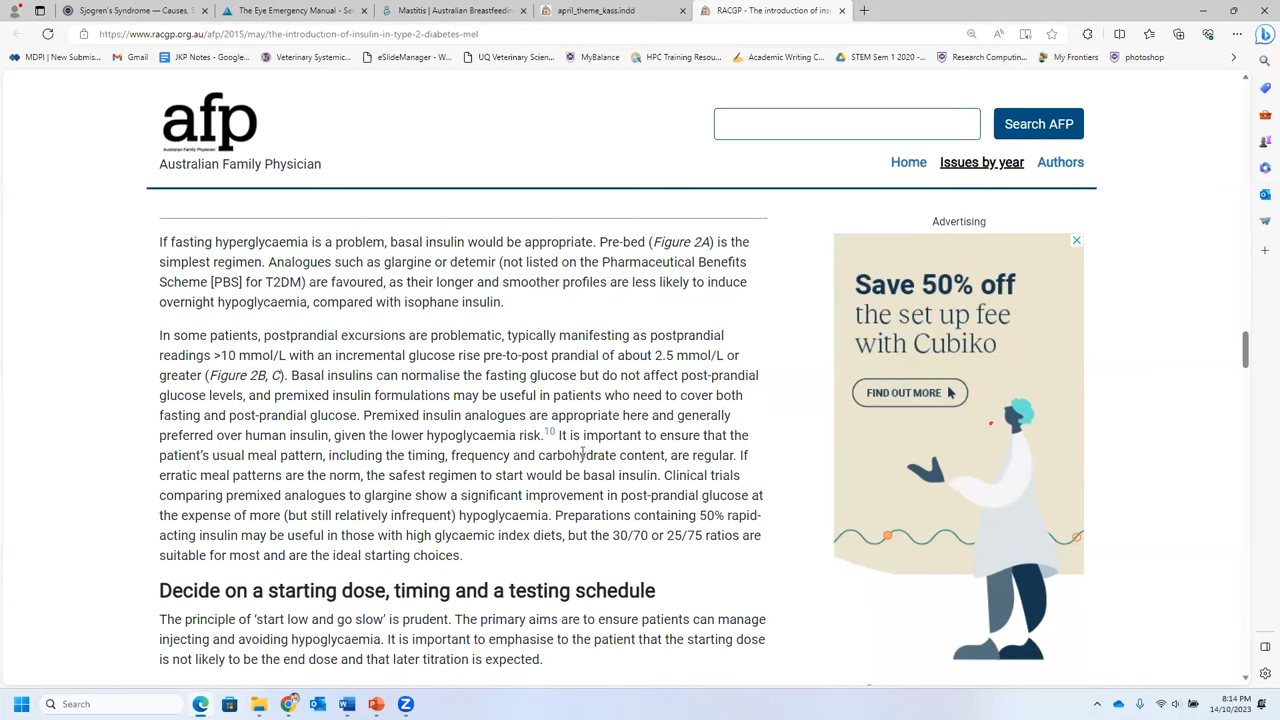 Sjogren's Syndrome — Causes, S
The Eye Emergency Manual - Se
Mastitis | Australian Breastfeedin
april_theme_kass.indd
RACGP - The introduction of ins
https://www.racgp.org.au/afp/2015/may/the-introduction-of-insulin-in-type-2-diabetes-mel
MDPI | New Submis...
Gmail
JKP Notes - Google...
Veterinary Systemic...
eSlideManager - W...
UQ Veterinary Scien...
MyBalance
HPC Training Resou...
Academic Writing C...
STEM Sem 1 2020 -...
Research Computin...
My Frontiers
photoshop
afp
Australian Family Physician
Australian Family Physician
Search AFP
Home
Issues by year
Authors
If fasting hyperglycaemia is a problem, basal insulin would be appropriate. Pre-bed (Figure 2A) is the
simplest regimen. Analogues such as glargine or detemir (not listed on the Pharmaceutical Benefits
Scheme [PBS] for T2DM) are favoured, as their longer and smoother profiles are less likely to induce
overnight hypoglycaemia, compared with isophane insulin.
In some patients, postprandial excursions are problematic, typically manifesting as postprandial
readings >10 mmol/L with an incremental glucose rise pre-to-post prandial of about 2.5 mmol/L or
greater (Figure 2B, C). Basal insulins can normalise the fasting glucose but do not affect post-prandial
glucose levels, and premixed insulin formulations may be useful in patients who need to cover both
fasting and post-prandial glucose. Premixed insulin analogues are appropriate here and generally
preferred over human insulin, given the lower hypoglycaemia risk.10 It is important to ensure that the
patient's usual meal pattern, including the timing, frequency and carbohydrate content, are regular. If
erratic meal patterns are the norm, the safest regimen to start would be basal insulin. Clinical trials
comparing premixed analogues to glargine show a significant improvement in post-prandial glucose at
the expense of more (but still relatively infrequent) hypoglycaemia. Preparations containing 50% rapid-
acting insulin may be useful in those with high glycaemic index diets, but the 30/70 or 25/75 ratios are
suitable for most and are the ideal starting choices.
Decide on a starting dose, timing and a testing schedule
The principle of 'start low and go slow' is prudent. The primary aims are to ensure patients can manage
injecting and avoiding hypoglycaemia. It is important to emphasise to the patient that the starting dose
is not likely to be the end dose and that later titration is expected.
Advertising
Save 50% off
the set up fee
with Cubiko
FIND OUT MORE
Search
8:14 PM
14/10/2023